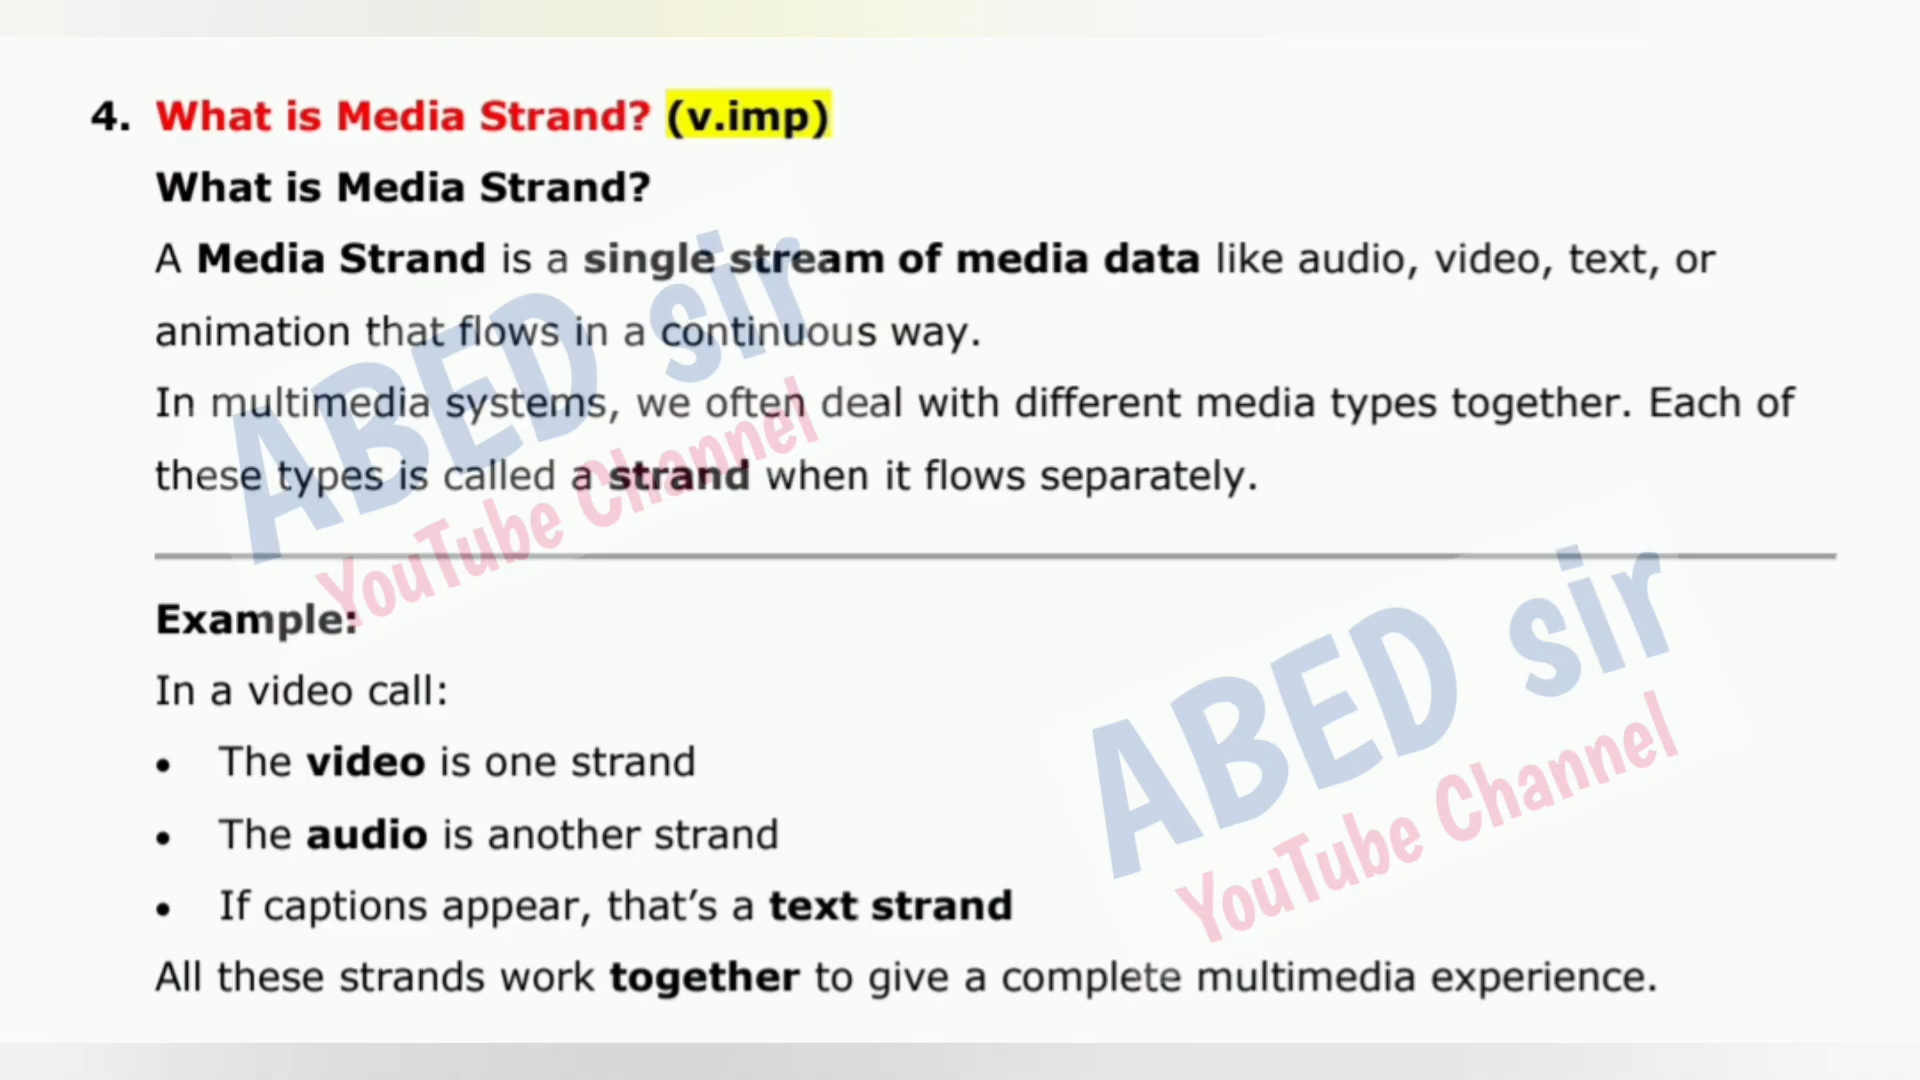 4. What is Media Strand? (v.imp)
What is Media Strand?
A Media Strand is a single stream of media data like audio, video, text, or
animation that flows in a continuous way.
In multimedia systems, we often deal with different media types together. Each of
these types is called a strand when it flows separately.
Example:
In a video call:
• The video is one strand
• The audio is another strand
• If captions appear, that’s a text strand
All these strands work together to give a complete multimedia experience.
ABED sir
YouTube Channel
ABED sir
YouTube Channel